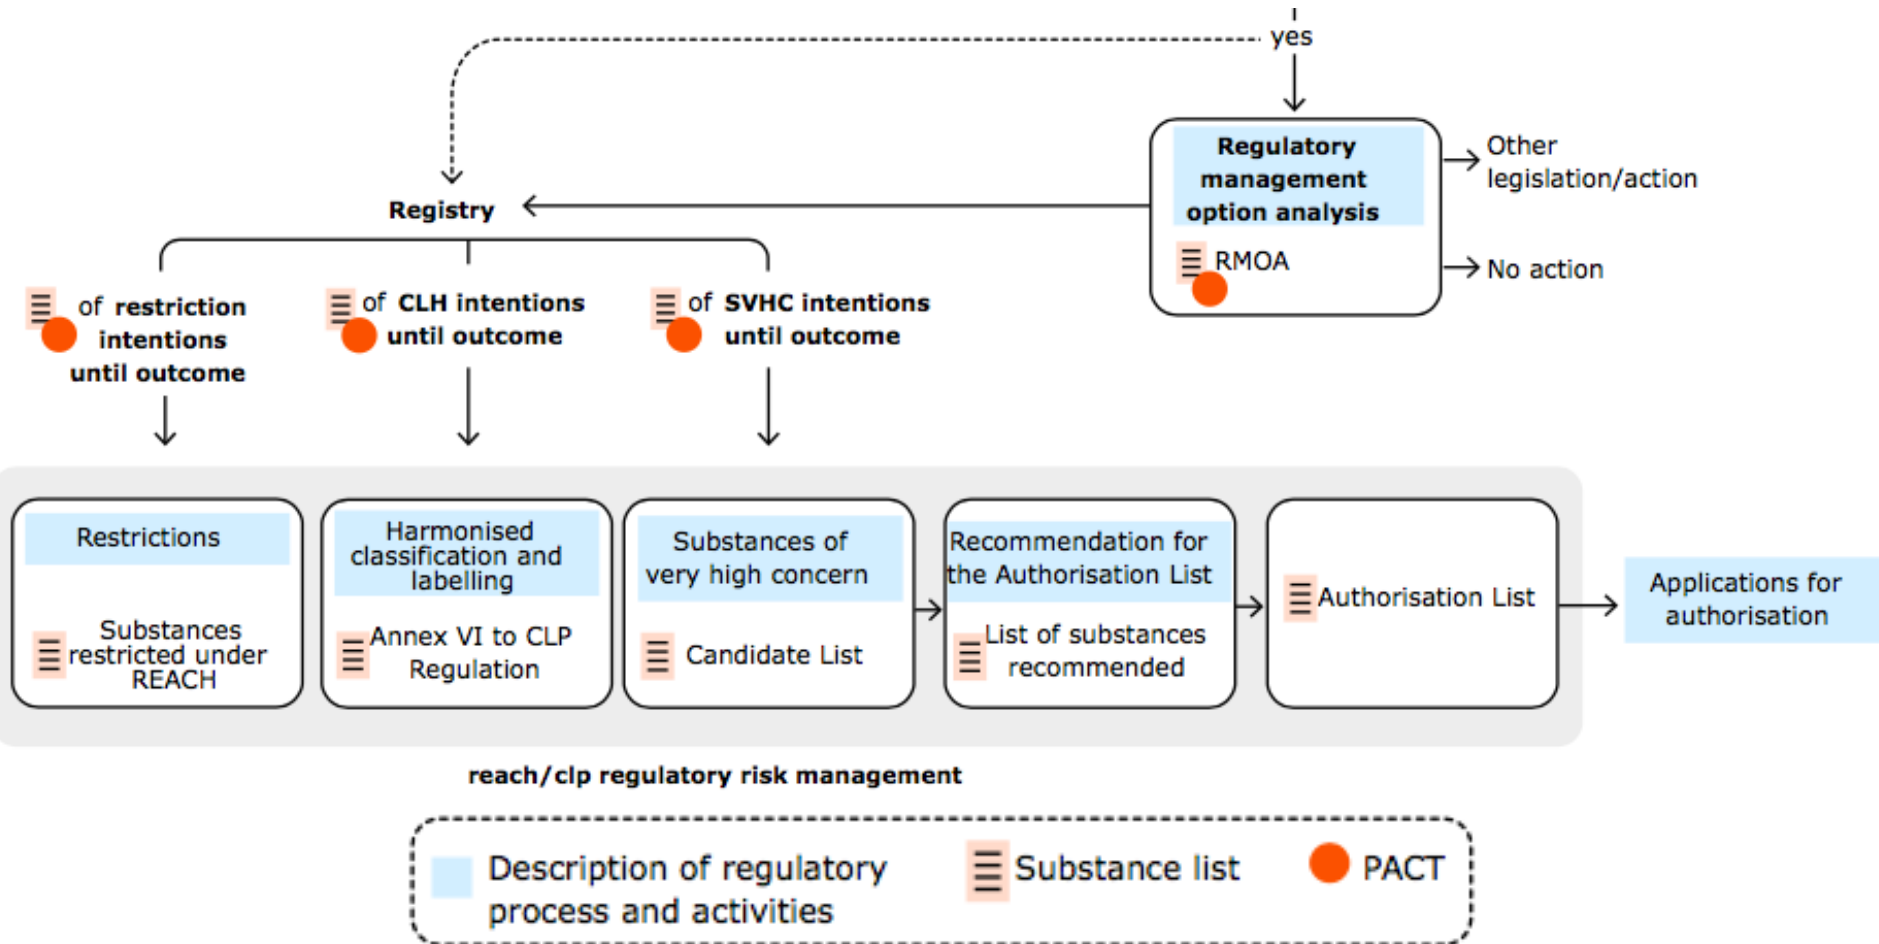 yes
Regulatory
management
option analysis
RMOA
Other
legislation/action
No action
Registry
of restriction
intentions
until outcome
of CLH intentions
until outcome
of SVHC intentions
until outcome
Restrictions
Substances
restricted under
REACH
Harmonised
classification and
labelling
Annex VI to CLP
Regulation
Substances of
very high concern
Candidate List
Recommendation for
the Authorisation List
List of substances
recommended
Authorisation List
Applications for
authorisation
reach/clp regulatory risk management
Description of regulatory
process and activities
Substance list
PACT